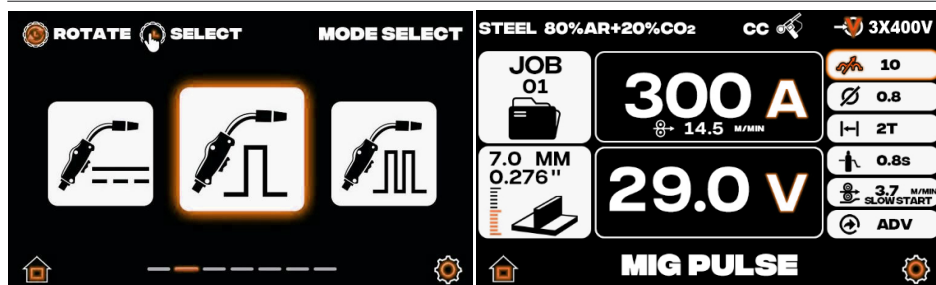 ROTATE SELECT MODE SELECT
STEEL 80%AR+20%CO2 CC 3X400V
JOB
01
300 A
14.5 M/MIN
10
0.8
2T
7.0 MM
0.276"
29.0 V
0.8s
3.7 M/MIN
SLOW START
ADV
MIG PULSE